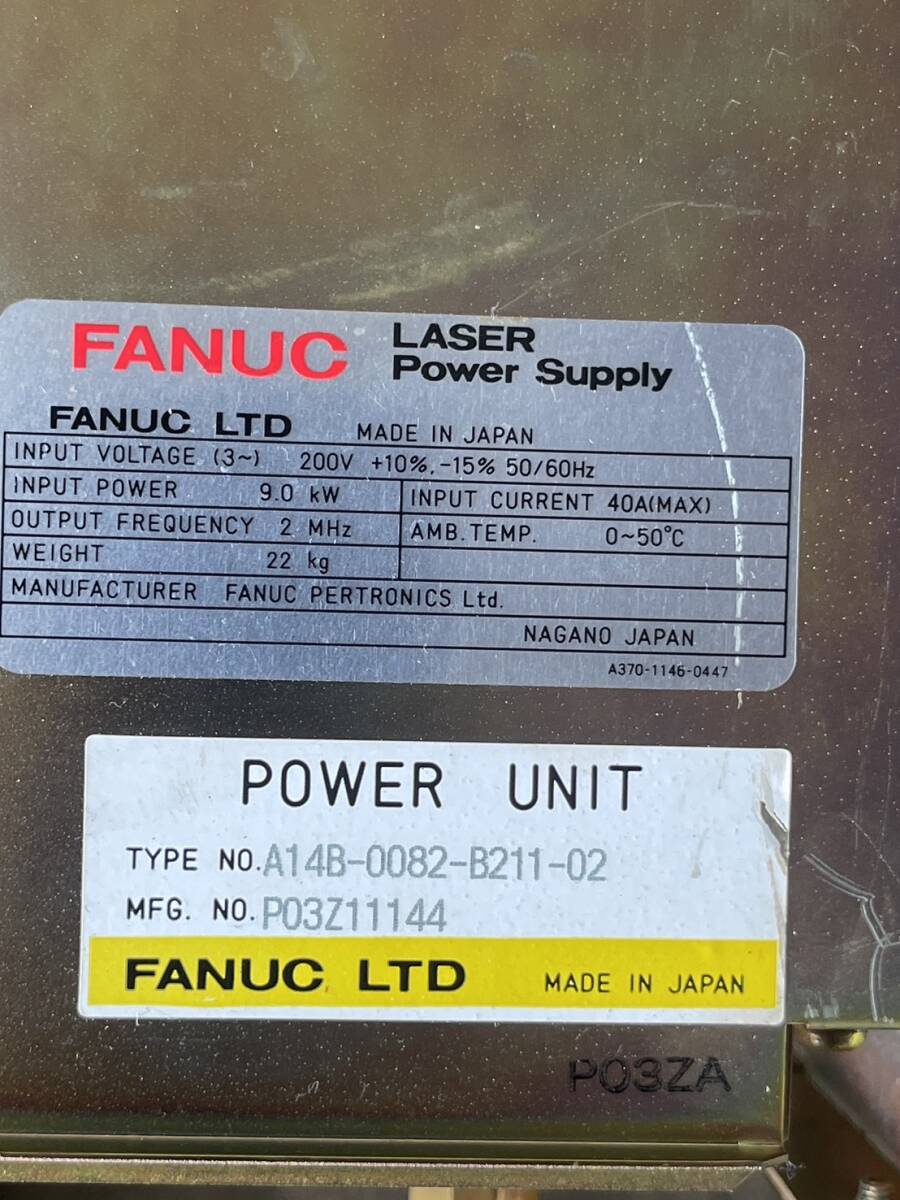 FANUC LASER
Power Supply
FANUC LTD MADE IN JAPAN
INPUT VOLTAGE (3~) 200V +10%,-15% 50/60Hz
INPUT POWER 9.0 kW INPUT CURRENT 40A(MAX)
OUTPUT FREQUENCY 2 MHz AMB.TEMP. 0~50°C
WEIGHT 22 kg
MANUFACTURER FANUC PERTRONICS Ltd.
NAGANO JAPAN
A370-1146-0447
POWER UNIT
TYPE NO.A14B-0082-B211-02
MFG. NO.P03Z11144
FANUC LTD MADE IN JAPAN
P03ZA